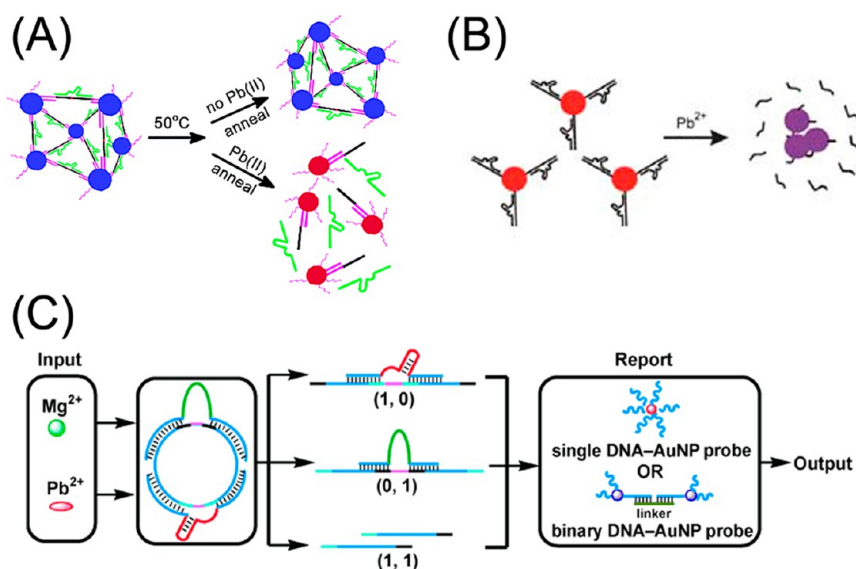 (A)
50°C
no Pb(II)
anneal
Pb(II)
anneal
(B)
Pb²⁺
(C)
Input
Mg²⁺
Pb²⁺
(1, 0)
(0, 1)
(1, 1)
Report
single DNA–AuNP probe
OR
linker
binary DNA–AuNP probe
Output